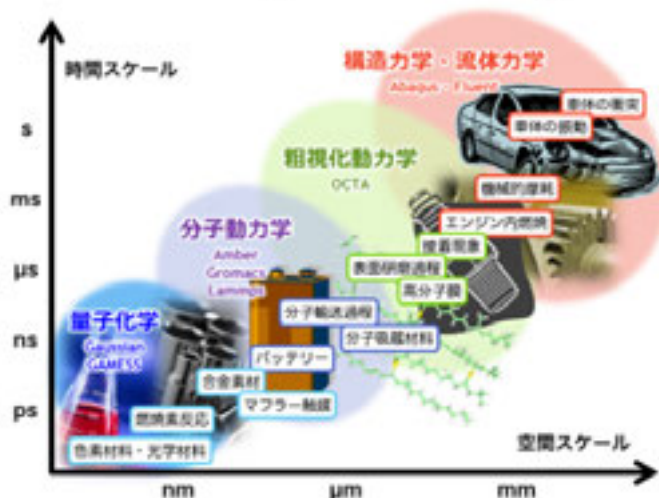 時間スケール
s
ms
μs
ns
ps
構造力学・流体力学
Abaqus・Fluent
車体の衝突
車体の振動
機械的摩耗
エンジン内燃焼
粗視化動力学
OCTA
接着現象
表面研磨過程
高分子膜
分子動力学
Amber
Gromacs
Lammps
分子輸送過程
分子吸蔵材料
バッテリー
量子化学
Gaussian
GAMESS
合金素材
マフラー触媒
燃焼素反応
色素材料・光学材料
空間スケール
nm
μm
mm